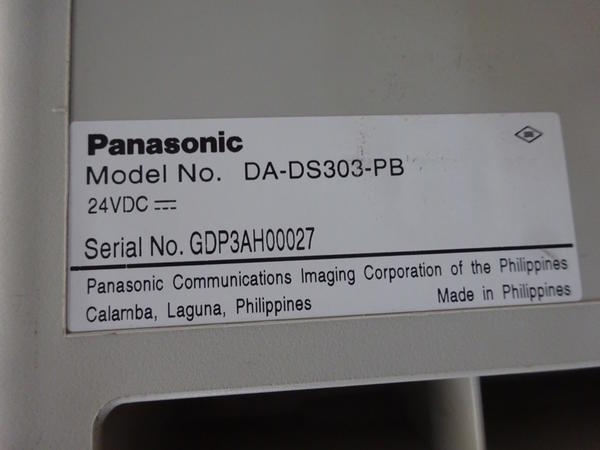 Panasonic
Model No. DA-DS303-PB
24VDC ⎓
Serial No. GDP3AH00027
Panasonic Communications Imaging Corporation of the Philippines
Calamba, Laguna, Philippines Made in Philippines